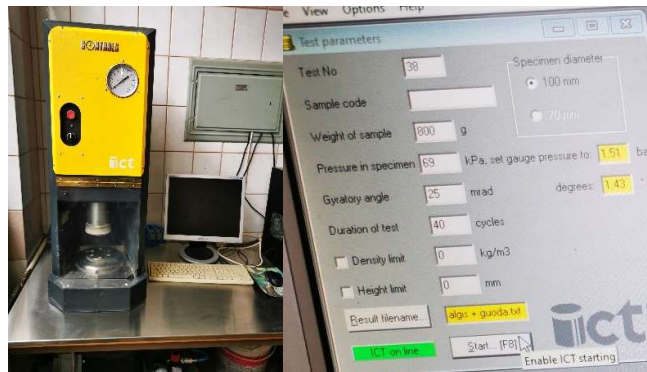 ict
e View Options Help
Test parameters
Test No 38
Specimen diameter
100 mm
70 mm
Sample code
Weight of sample 800 g
Pressure in specimen 69 kPa, set gauge pressure to: 1,51 ba
Gyratory angle 25 mrad degrees: 1,43
Duration of test 40 cycles
Density limit 0 kg/m3
Height limit 0 mm
Result filename... algis + guoda.txt
ICT on line Start... [F8]
Enable ICT starting
ict